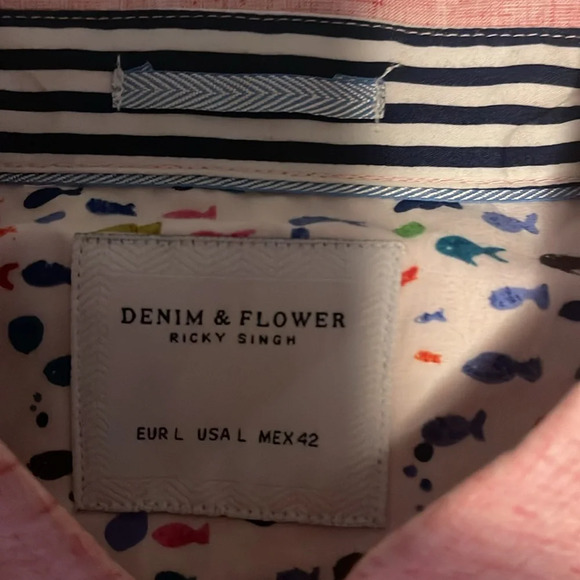 DENIM & FLOWER
RICKY SINGH
EUR L USA L MEX 42